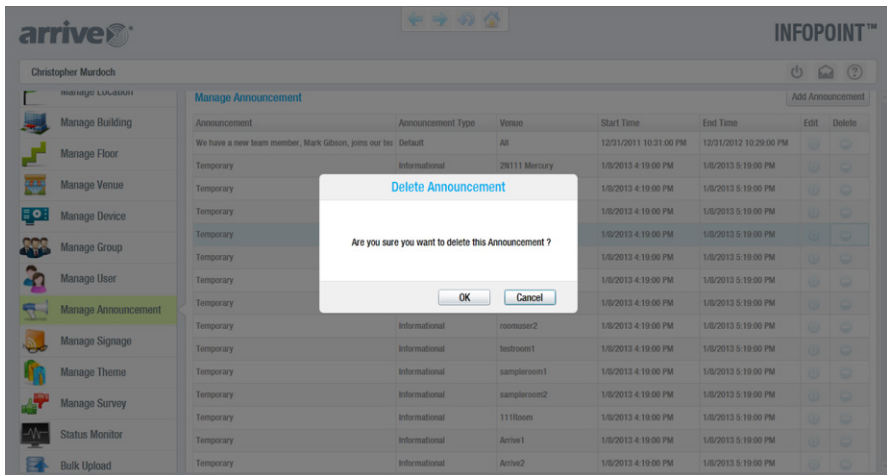 arrive
INFOPOINT™
Christopher Murdoch
Manage Location
Manage Building
Manage Floor
Manage Venue
Manage Device
Manage Group
Manage User
Manage Announcement
Manage Signage
Manage Theme
Manage Survey
Status Monitor
Bulk Upload
Manage Announcement
Add Announcement
Announcement Announcement Type Venue Start Time End Time Edit Delete
We have a new team member, Mark Gibson, joins our tea Default All 12/31/2011 10:31:00 PM 12/31/2012 10:29:00 PM
Temporary Informational 2N111 Mercury 1/8/2013 4:19:00 PM 1/8/2013 5:19:00 PM
Temporary 1/8/2013 4:19:00 PM 1/8/2013 5:19:00 PM
Temporary 1/8/2013 4:19:00 PM 1/8/2013 5:19:00 PM
Temporary 1/8/2013 4:19:00 PM 1/8/2013 5:19:00 PM
Temporary 1/8/2013 4:19:00 PM 1/8/2013 5:19:00 PM
Temporary 1/8/2013 4:19:00 PM 1/8/2013 5:19:00 PM
Temporary 1/8/2013 4:19:00 PM 1/8/2013 5:19:00 PM
Temporary Informational roomuser2 1/8/2013 4:19:00 PM 1/8/2013 5:19:00 PM
Temporary Informational testroom1 1/8/2013 4:19:00 PM 1/8/2013 5:19:00 PM
Temporary Informational sampleroom1 1/8/2013 4:19:00 PM 1/8/2013 5:19:00 PM
Temporary Informational sampleroom2 1/8/2013 4:19:00 PM 1/8/2013 5:19:00 PM
Temporary Informational 111Room 1/8/2013 4:19:00 PM 1/8/2013 5:19:00 PM
Temporary Informational Arrive1 1/8/2013 4:19:00 PM 1/8/2013 5:19:00 PM
Temporary Informational Arrive2 1/8/2013 4:19:00 PM 1/8/2013 5:19:00 PM
Delete Announcement
Are you sure you want to delete this Announcement ?
OK Cancel